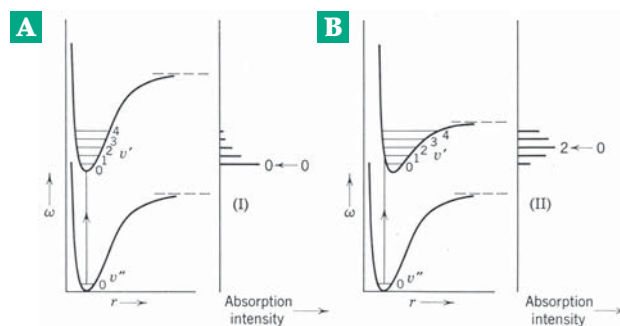 A
B
4
3
2
1
0
v′
0 ← 0
ω
(I)
0
v″
r
Absorption
intensity
4
3
2
1
0
v′
2 ← 0
ω
(II)
0
v″
r
Absorption
intensity